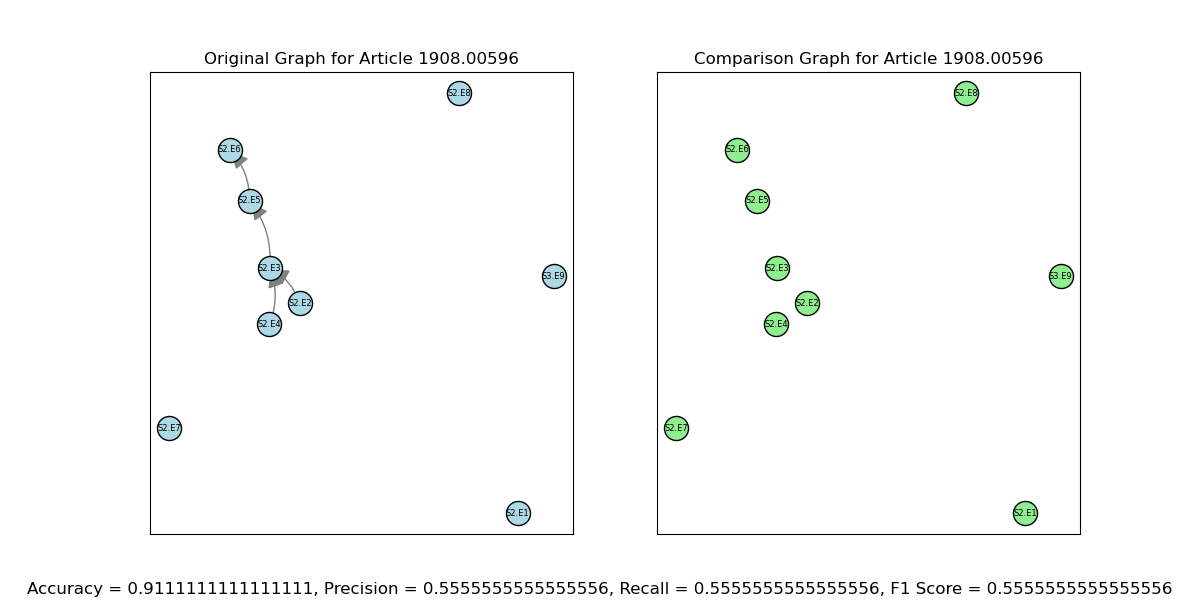 Original Graph for Article 1908.00596
Comparison Graph for Article 1908.00596
S2.E8
S2.E8
S2.E6
S2.E6
S2.E5
S2.E5
S2.E3
S3.E9
S2.E3
S3.E9
S2.E2
S2.E2
S2.E4
S2.E4
S2.E7
S2.E7
S2.E1
S2.E1
Accuracy = 0.9111111111111111, Precision = 0.5555555555555556, Recall = 0.5555555555555556, F1 Score = 0.5555555555555556